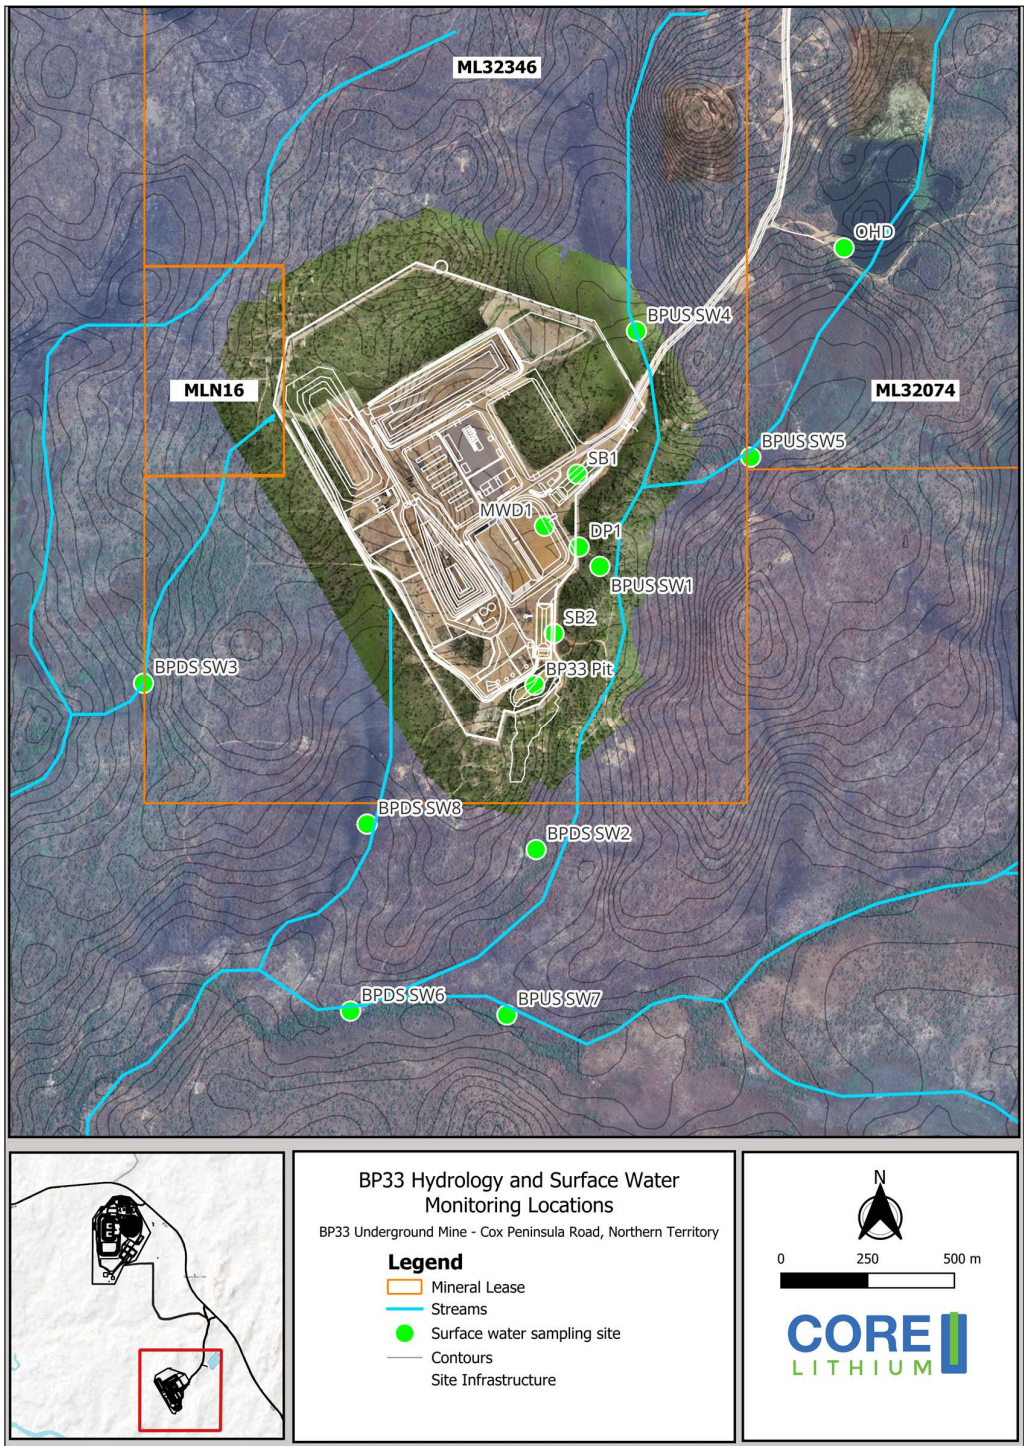 ML32346
OHD
BPUS SW4
MLN16
ML32074
BPUS SW5
SB1
MWD1
DP1
BPUS SW1
SB2
BPDS SW3
BP33 Pit
BPDS SW8
BPDS SW2
BPDS SW6
BPUS SW7
BP33 Hydrology and Surface Water
Monitoring Locations
BP33 Underground Mine - Cox Peninsula Road, Northern Territory
Legend
Mineral Lease
Streams
Surface water sampling site
Contours
Site Infrastructure
N
0 250 500 m
CORE
LITHIUM